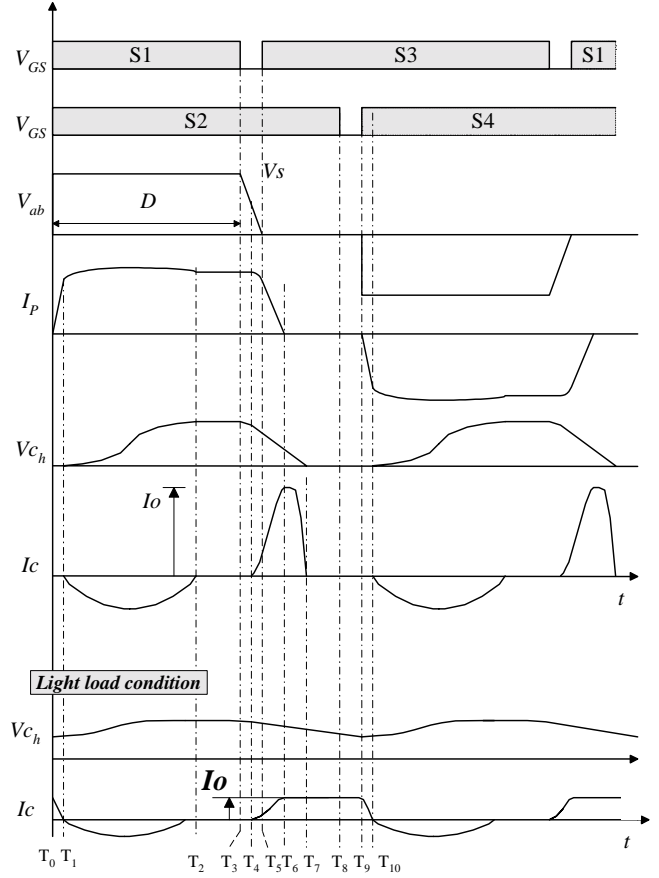 V_GS S1 S3 S1
V_GS S2 S4
V_ab D Vs
I_P
Vc_h
Io
Ic
t
Light load condition
Vc_h
Io
Ic
t
T_0 T_1 T_2 T_3 T_4 T_5 T_6 T_7 T_8 T_9 T_10